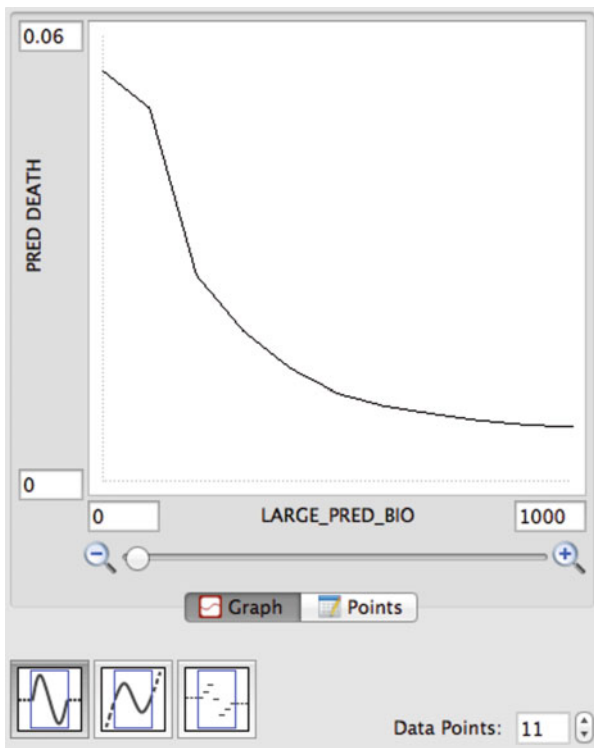 0.06
PRED DEATH
0
0 LARGE_PRED_BIO 1000
Graph Points
Data Points: 11